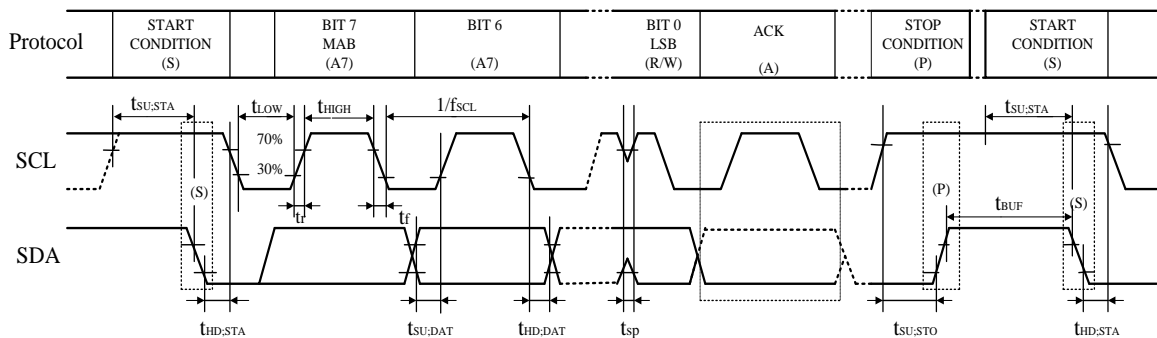 Protocol
START
CONDITION
(S)
BIT 7
MAB
(A7)
BIT 6
(A7)
BIT 0
LSB
(R/W)
ACK
(A)
STOP
CONDITION
(P)
START
CONDITION
(S)
tSU;STA
tLOW
tHIGH
1/fSCL
tSU;STA
SCL
70%
30%
(S)
(P)
(S)
tr
tf
tBUF
SDA
tHD;STA
tSU;DAT
tHD;DAT
tsp
tSU;STO
tHD;STA